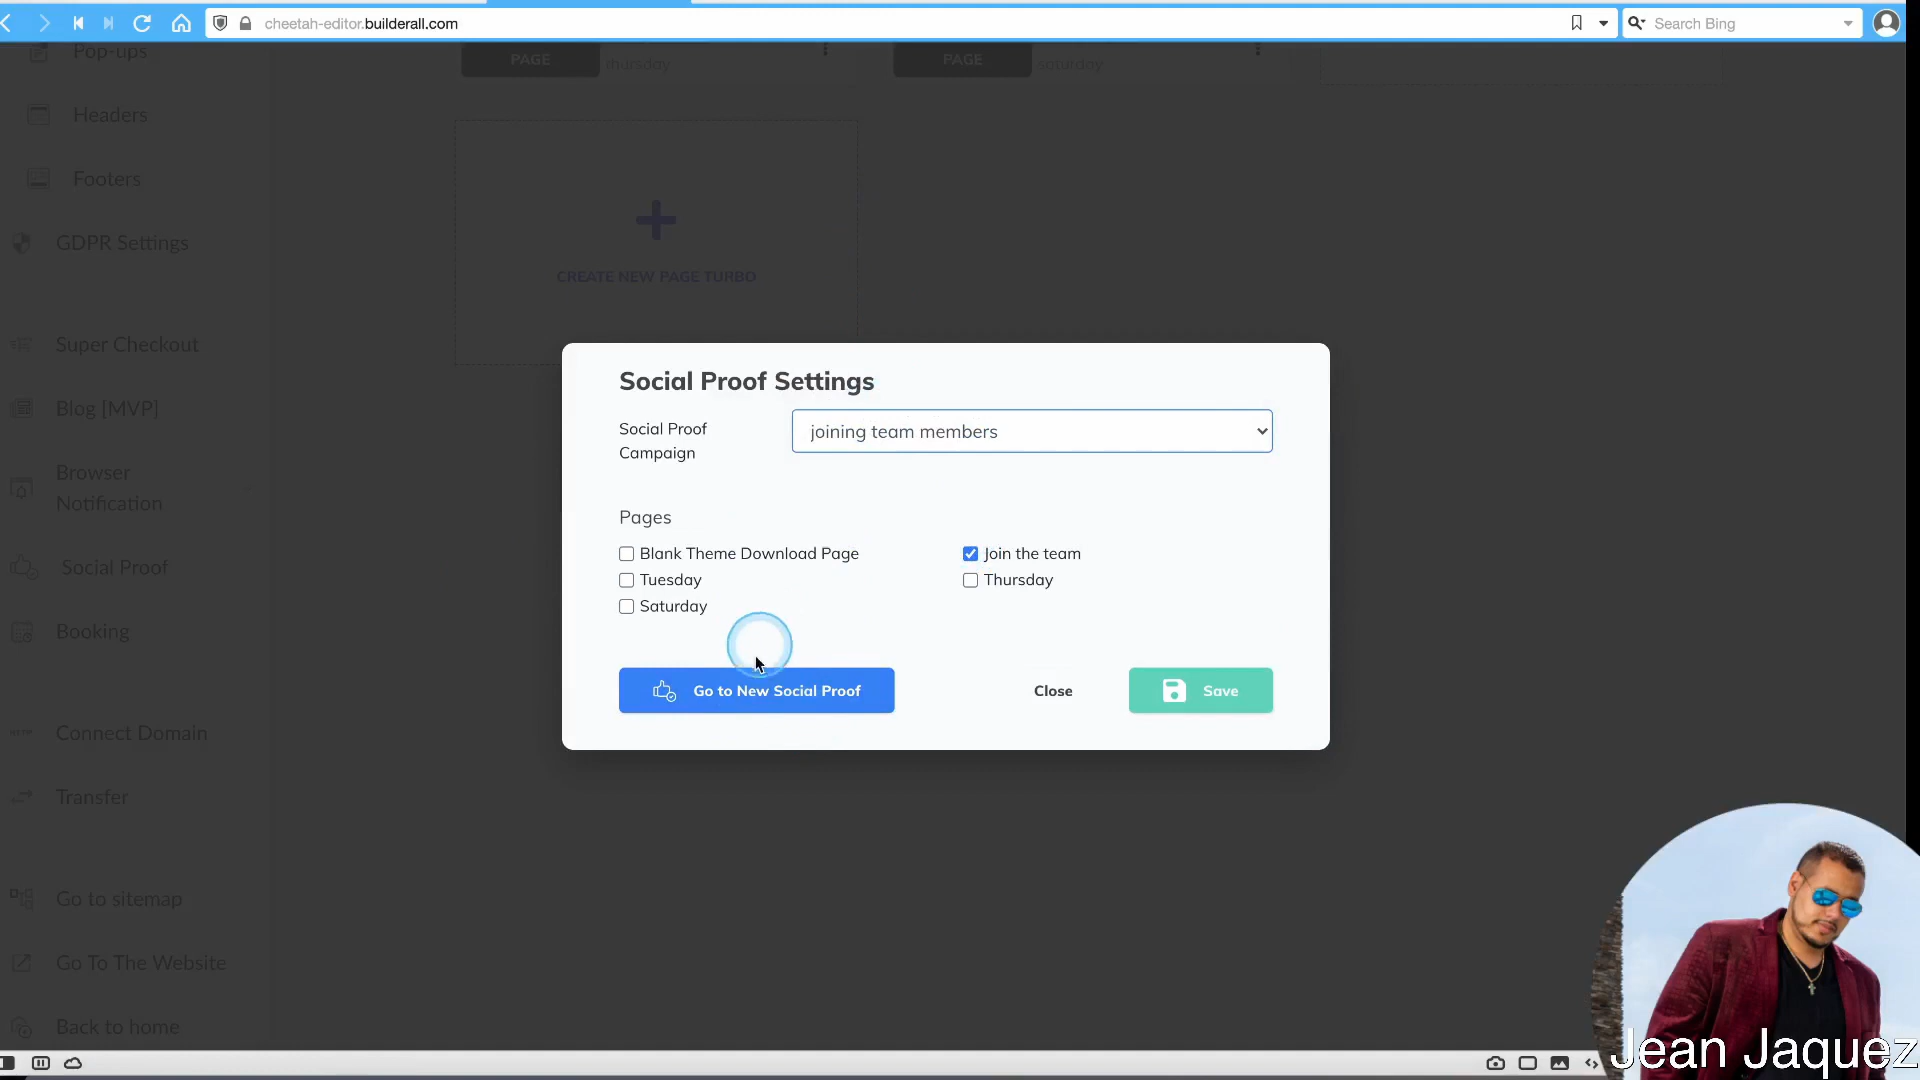 cheetah-editor.builderall.com
Search Bing
Pop-ups
PAGE
thursday
PAGE
saturday
Headers
Footers
GDPR Settings
CREATE NEW PAGE TURBO
Super Checkout
Blog [MVP]
Browser
Notification
Social Proof
Booking
Connect Domain
Transfer
Go to sitemap
Go To The Website
Back to home
Social Proof Settings
Social Proof
Campaign
joining team members
Pages
Blank Theme Download Page
Join the team
Tuesday
Thursday
Saturday
Go to New Social Proof
Close
Save
Jean Jaquez